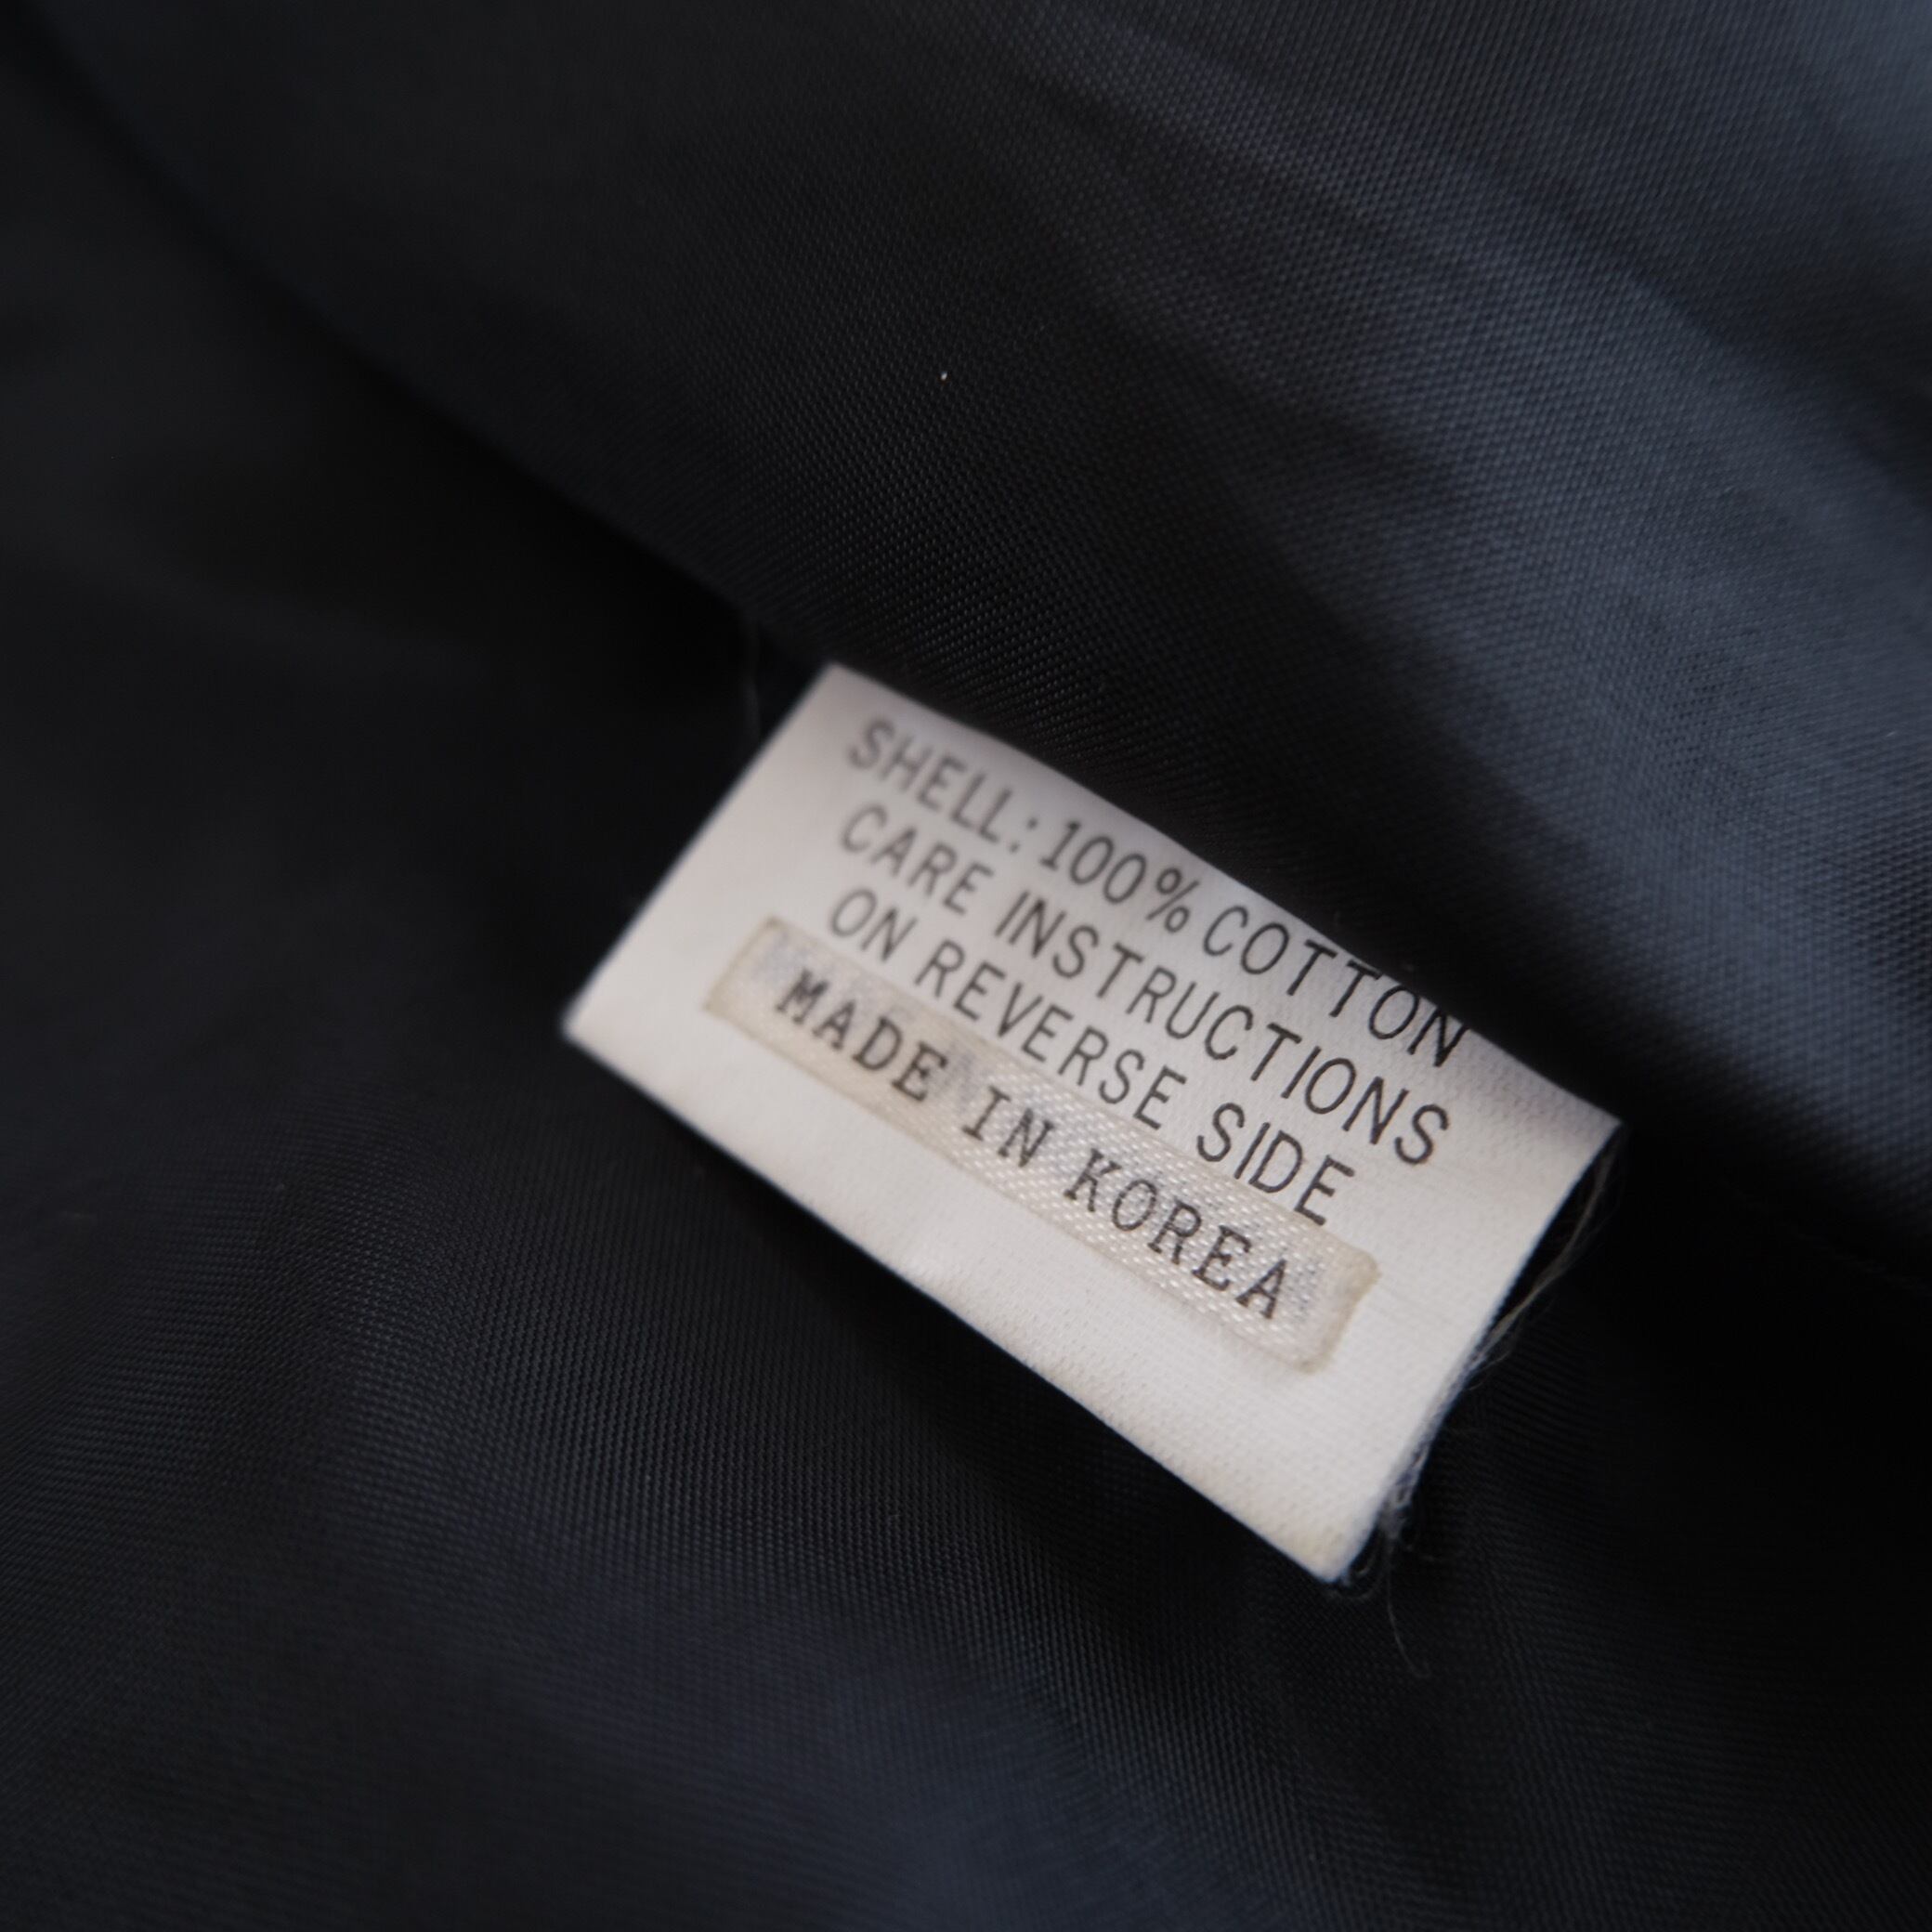 SHELL: 100% COTTON
CARE INSTRUCTIONS
ON REVERSE SIDE
MADE IN KOREA